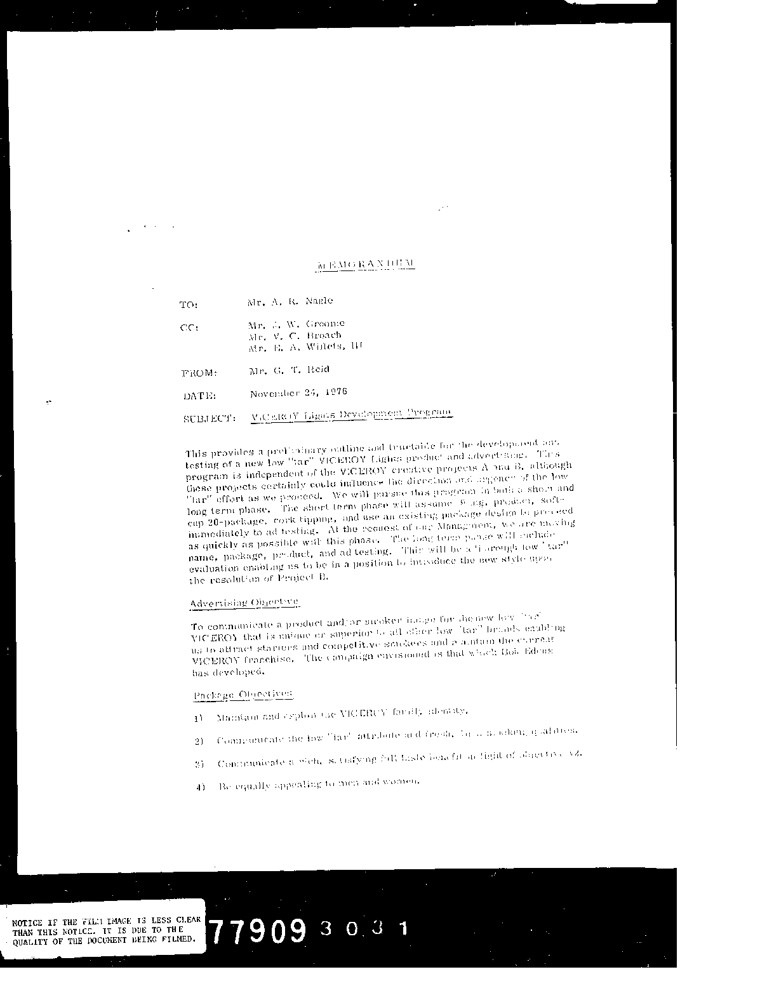 MEMORANDUM
TO: Mr. A. R.
CC: Mr. J. W. Groome
Mr. V. C. Broach
Mr. E. A. Willets, III
FROM: Mr. G. T. Reid
DATE: November 24, 1976
SUBJECT: VICEROY Lights Development Program
This provides a preliminary outline and timetable for the development and
testing of a new low "tar" VICEROY Lights product and advertising. This
program is independent of the VICEROY creative projects A and B, although
these projects certainly could influence the direction and urgency of the low
"tar" effort as we proceed. We will pursue this program in both a short and
long term phase. The short term phase will assume product, soft-
cup 20-package, cork tipping, and use an existing package design to proceed
immediately to ad testing. At the request of our Management, we are moving
as quickly as possible with this phase. The long term phase will include
name, package, product, and ad testing. This will be a thorough low "tar"
evaluation enabling us to be in a position to introduce the new style upon
the resolution of Project B.
Advertising Objective
To communicate a product and/or smoker image for the new low "tar"
VICEROY that is unique or superior to all other low "tar" brands enabling
us to attract starters and competitive smokers and maintain the current
VICEROY franchise. The campaign envisioned is that which Bob Edens
has developed.
Package Objectives
1) Maintain and exploit the VICEROY family identity.
2) Communicate the low "tar" attribute and fresh, qualities.
3) Communicate a rich, satisfying full taste benefit in light of objective #2.
4) Be equally appealing to men and women.
NOTICE IF THE FILM IMAGE IS LESS CLEAR
THAN THIS NOTICE. IT IS DUE TO THE
QUALITY OF THE DOCUMENT BEING FILMED.
77909 3031